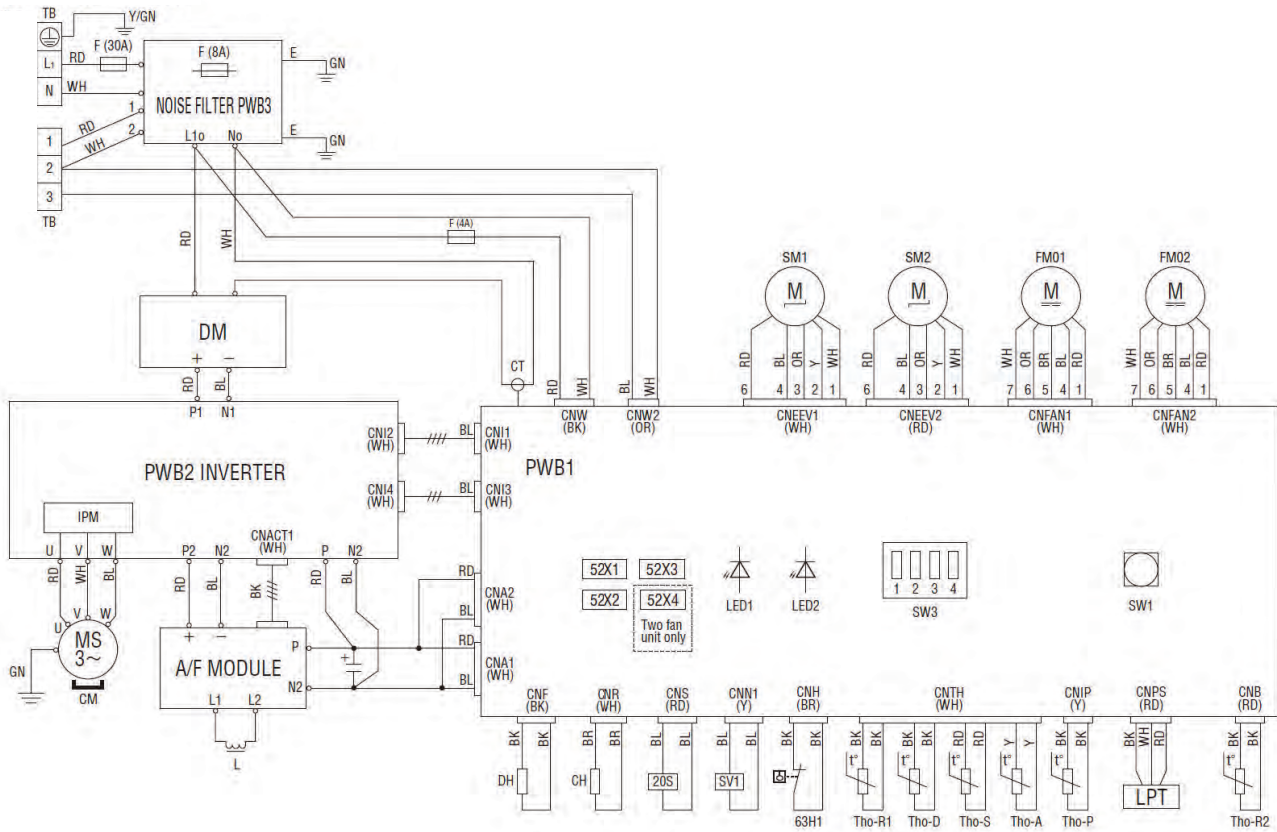 TB
Y/GN
L1
RD
F (30A)
N
WH
F (8A)
NOISE FILTER PWB3
E
GN
E
GN
1
2
L1o
No
RD
WH
1
2
3
TB
RD
WH
F (4A)
DM
+
−
RD
BL
P1
N1
CT
RD
WH
BL
WH
SM1
SM2
FM01
FM02
M
M
M
M
RD
BL
OR
Y
WH
RD
BL
OR
Y
WH
WH
OR
BR
BL
RD
WH
OR
BR
BL
RD
6
4
3
2
1
6
4
3
2
1
7
6
5
4
1
7
6
5
4
1
CNW
(BK)
CNW2
(OR)
CNEEV1
(WH)
CNEEV2
(RD)
CNFAN1
(WH)
CNFAN2
(WH)
PWB2 INVERTER
CNI2
(WH)
BL
CNI1
(WH)
CNI4
(WH)
BL
CNI3
(WH)
PWB1
IPM
U
V
W
P2
N2
CNACT1
(WH)
P
N2
RD
WH
BL
RD
BL
BK
RD
BL
U
V
W
MS
3~
GN
CM
+
−
A/F MODULE
P
N2
L1
L2
L
+
RD
CNA2
(WH)
BL
RD
CNA1
(WH)
BL
52X1
52X3
52X2
52X4
Two fan
unit only
LED1
LED2
1
2
3
4
SW3
SW1
CNF
(BK)
CNR
(WH)
CNS
(RD)
CNN1
(Y)
CNH
(BR)
CNTH
(WH)
CNIP
(Y)
CNPS
(RD)
CNB
(RD)
BK
BK
BR
BR
BL
BL
BL
BL
BK
BK
BK
BK
BK
BK
RD
RD
Y
Y
BK
BK
BK
WH
RD
BK
BK
DH
CH
20S
SV1
t°
t°
t°
t°
t°
t°
LPT
63H1
Tho-R1
Tho-D
Tho-S
Tho-A
Tho-P
Tho-R2